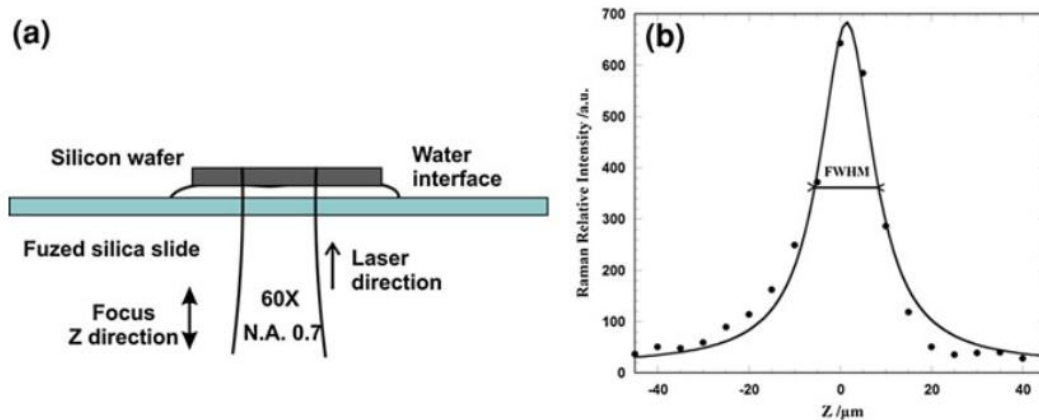 (a)
Silicon wafer
Water
interface
Fuzed silica slide
Laser
direction
Focus
Z direction
60X
N.A. 0.7
(b)
Raman Relative Intensity /a.u.
700
600
500
400
300
200
100
0
FWHM
-40
-20
0
20
40
Z /µm